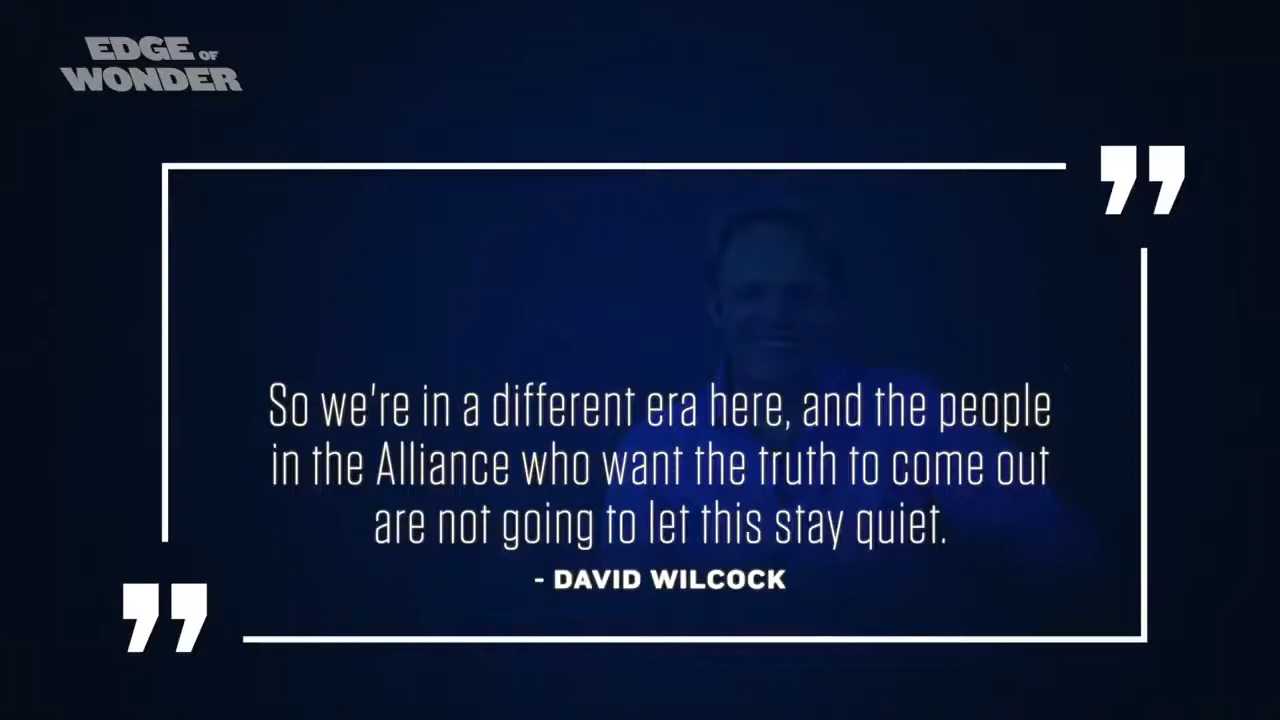 EDGE OF
WONDER
”
So we're in a different era here, and the people
in the Alliance who want the truth to come out
are not going to let this stay quiet.
- DAVID WILCOCK
”